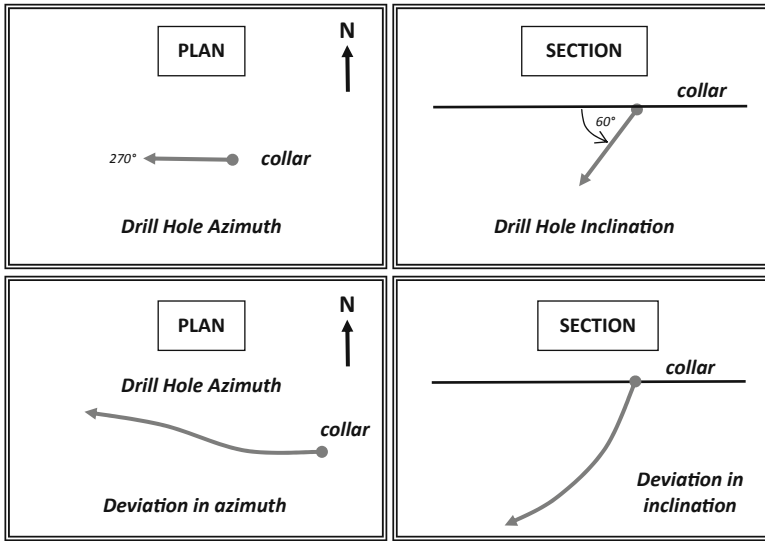 PLAN
N
270°
collar
Drill Hole Azimuth
SECTION
collar
60°
Drill Hole Inclination
PLAN
N
Drill Hole Azimuth
collar
Deviation in azimuth
SECTION
collar
Deviation in
inclination